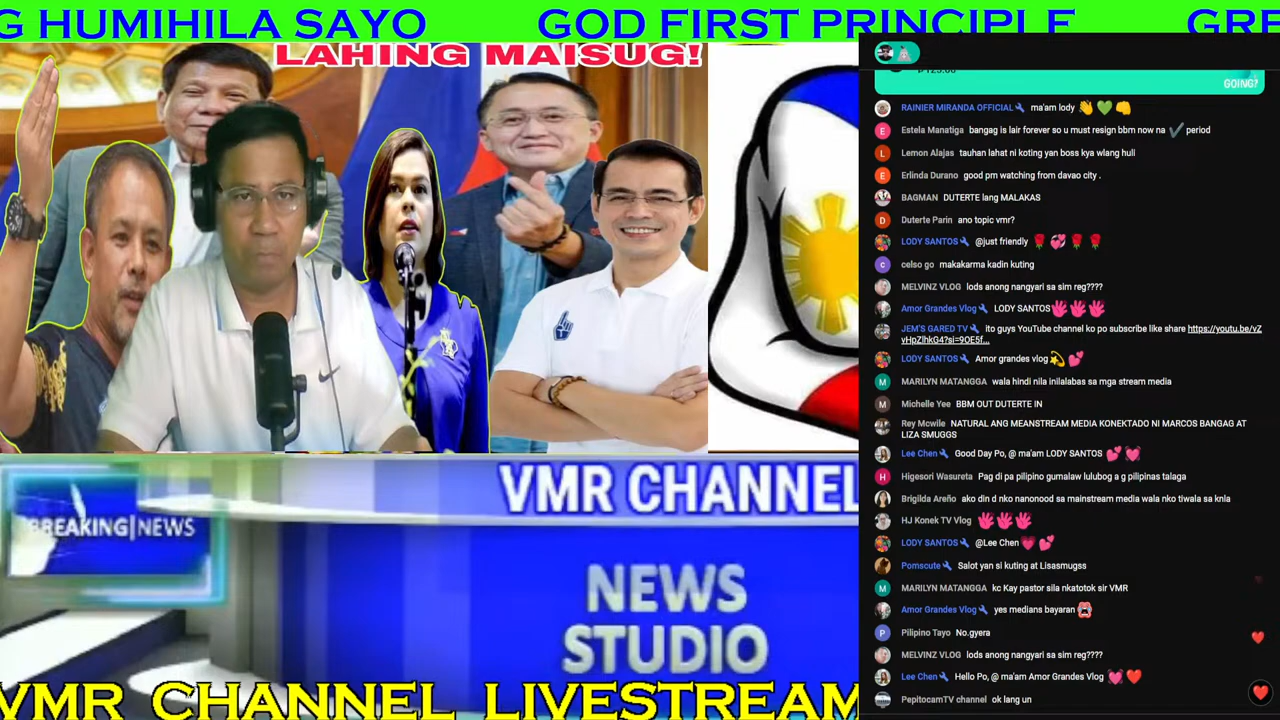 G HUMIHILA SAYO GOD FIRST PRINCIPLE GRE
LAHING MAISUG!
GOING?
RAINIER MIRANDA OFFICIAL ma'am lody 👏💚👊
Estela Manatiga bangag is lair forever so u must resign bbm now na ✔️ period
Lemon Alajas tauhan lahat ni koting yan boss kya wlang huli
Erlinda Durano good pm watching from davao city .
BAGMAN DUTERTE lang MALAKAS
Duterte Parin ano topic vmr?
LODY SANTOS @just friendly 🌹💞🌹🌹
celso go makakarma kadin kuting
MELVINZ VLOG lods anong nangyari sa sim reg????
Amor Grandes Vlog LODY SANTOS
JEM'S GARED TV ito guys YouTube channel ko po subscribe like share https://youtu.be/vZ
vHpZlhkG4?si=9OE5f...
LODY SANTOS Amor grandes vlog 💫💕
MARILYN MATANGGA wala hindi nila inilalabas sa mga stream media
Michelle Yee BBM OUT DUTERTE IN
Rey Mcwile NATURAL ANG MEANSTREAM MEDIA KONEKTADO NI MARCOS BANGAG AT
LIZA SMUGGS
Lee Chen Good Day Po, @ ma'am LODY SANTOS 💕💓
Higesori Wasureta Pag di pa pilipino gumalaw lulubog a g pilipinas talaga
Brigilda Areño ako din d nko nanonood sa mainstream media wala nko tiwala sa knla
HJ Konek TV Vlog
LODY SANTOS @Lee Chen 💗💕
Pomscute Salot yan si kuting at Lisasmugss
MARILYN MATANGGA kc Kay pastor sila nkatotok sir VMR
Amor Grandes Vlog yes medians bayaran
Pilipino Tayo No.gyera
MELVINZ VLOG lods anong nangyari sa sim reg????
Lee Chen Hello Po, @ ma'am Amor Grandes Vlog 💓❤️
PepitocamTV channel ok lang un
VMR CHANNEL
BREAKING|NEWS
NEWS
STUDIO
VMR CHANNEL LIVESTREAM